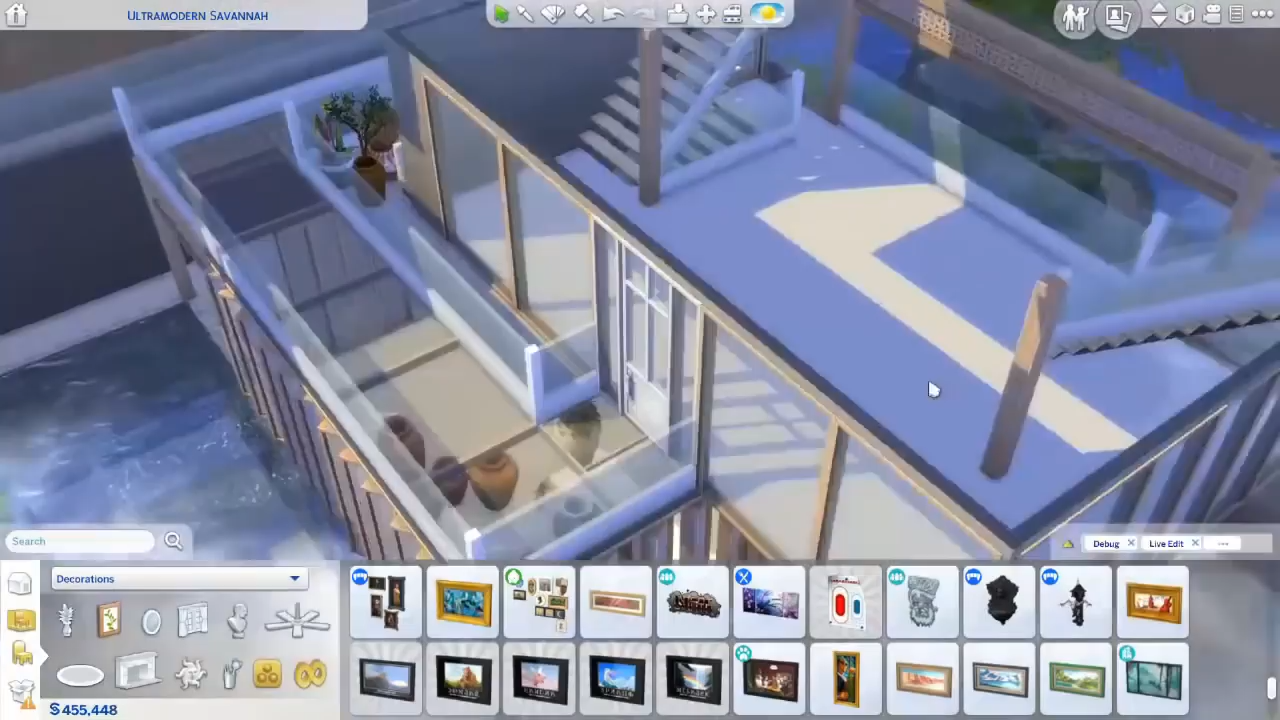 ULTRAMODERN SAVANNAH
Search
Debug
Live Edit
Decorations
§455,448